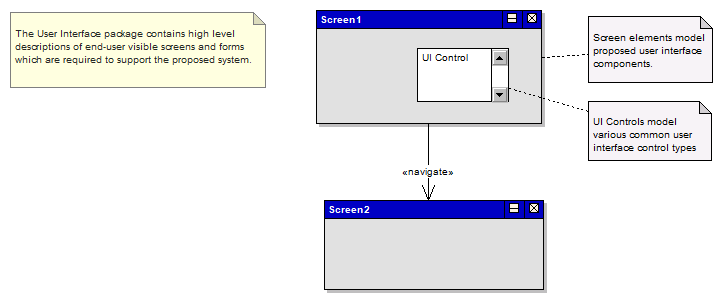 The User Interface package contains high level
descriptions of end-user visible screens and forms
which are required to support the proposed system.
Screen1
UI Control
Screen elements model
proposed user interface
components.
UI Controls model
various common user
interface control types
«navigate»
Screen2